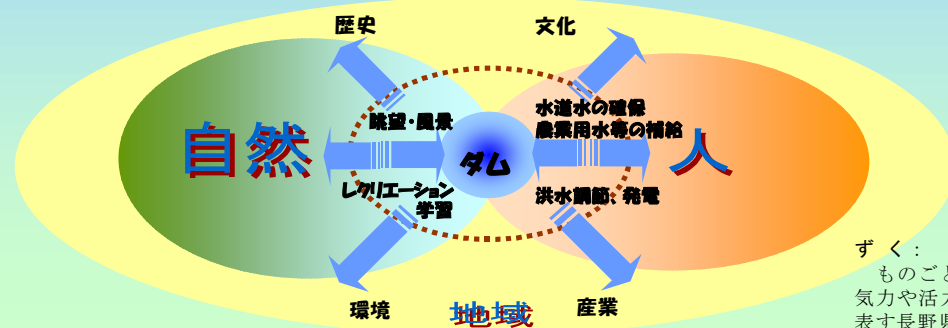 歴史
文化
眺望・風景
水道水の確保
農業用水等の補給
自然
ダム
人
レクリエーション
学習
洪水調節、発電
環境
地域
産業
ずく：
ものごと
気力や活力
表す長野県